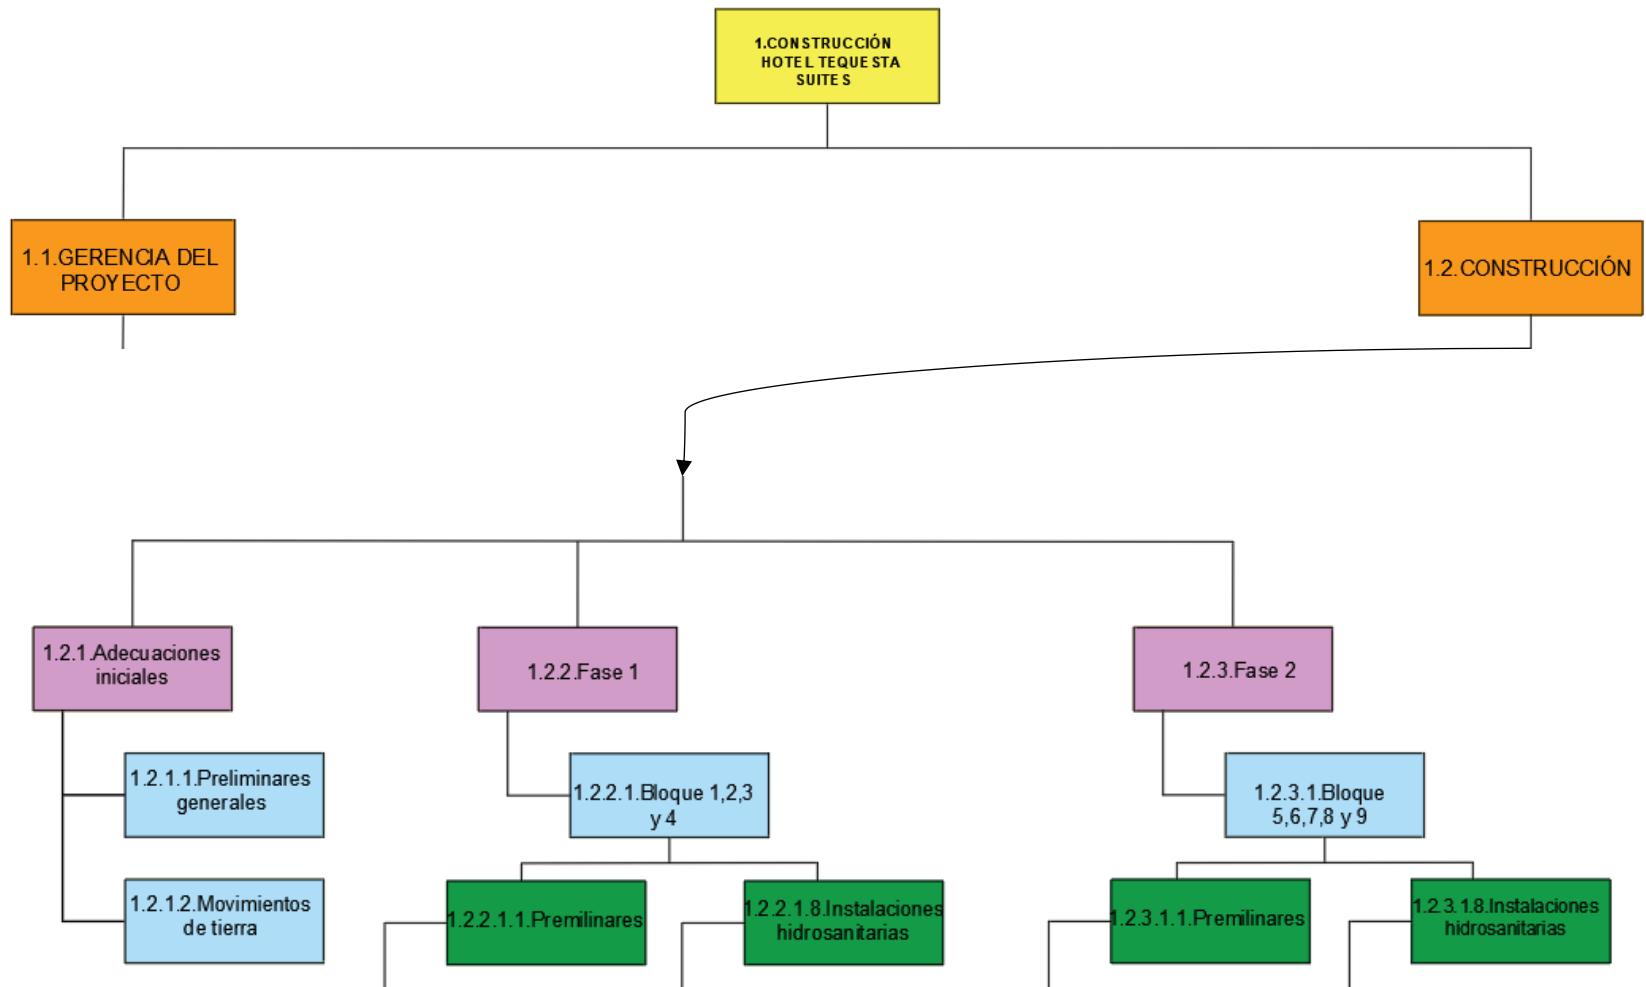 1.CONSTRUCCIÓN
HOTEL TEQUESTA
SUITES
1.1.GERENCIA DEL
PROYECTO
1.2.CONSTRUCCIÓN
1.2.1.Adecuaciones
iniciales
1.2.2.Fase 1
1.2.3.Fase 2
1.2.1.1.Preliminares
generales
1.2.2.1.Bloque 1,2,3
y 4
1.2.3.1.Bloque
5,6,7,8 y 9
1.2.1.2.Movimientos
de tierra
1.2.2.1.1.Premilinares
1.2.2.1.8.Instalaciones
hidrosanitarias
1.2.3.1.1.Premilinares
1.2.3.1.8.Instalaciones
hidrosanitarias